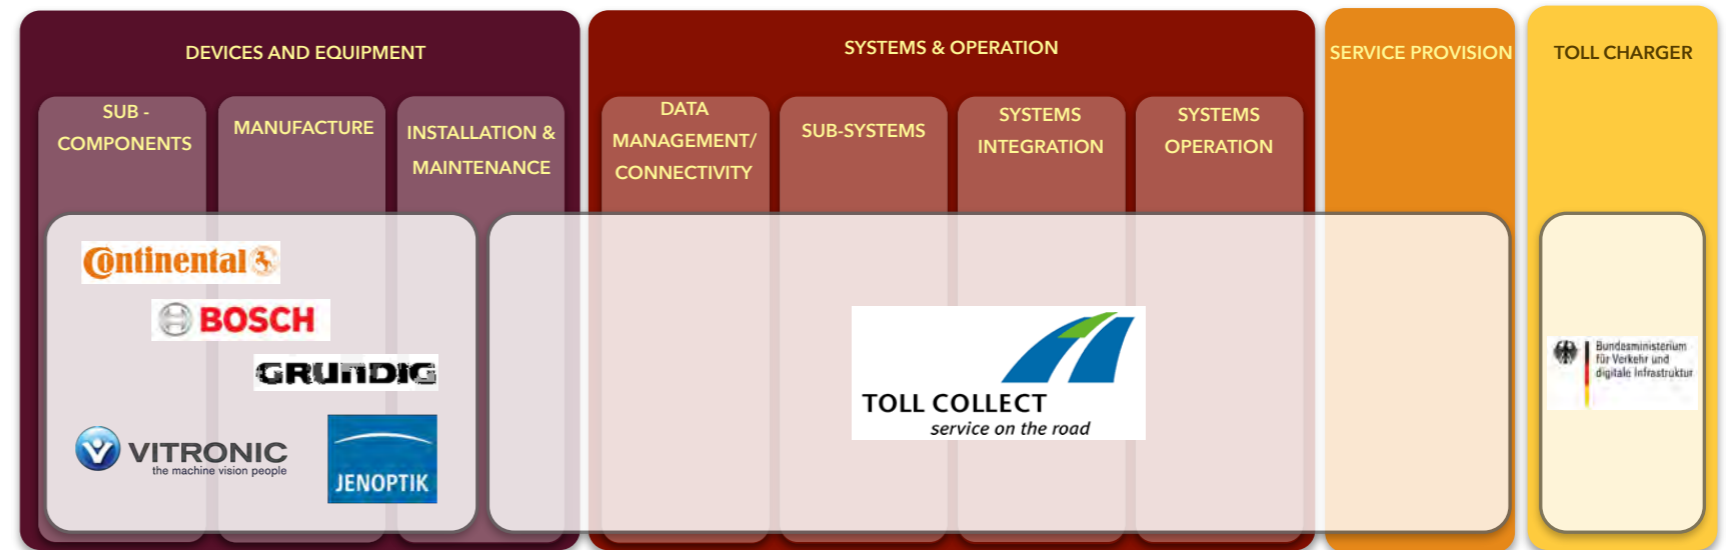 DEVICES AND EQUIPMENT
SYSTEMS & OPERATION
SERVICE PROVISION
TOLL CHARGER
SUB -
COMPONENTS
MANUFACTURE
INSTALLATION &
MAINTENANCE
DATA
MANAGEMENT/
CONNECTIVITY
SUB-SYSTEMS
SYSTEMS
INTEGRATION
SYSTEMS
OPERATION
Continental
BOSCH
GRUNDIG
VITRONIC
the machine vision people
JENOPTIK
TOLL COLLECT
service on the road
Bundesministerium
für Verkehr und
digitale Infrastruktur